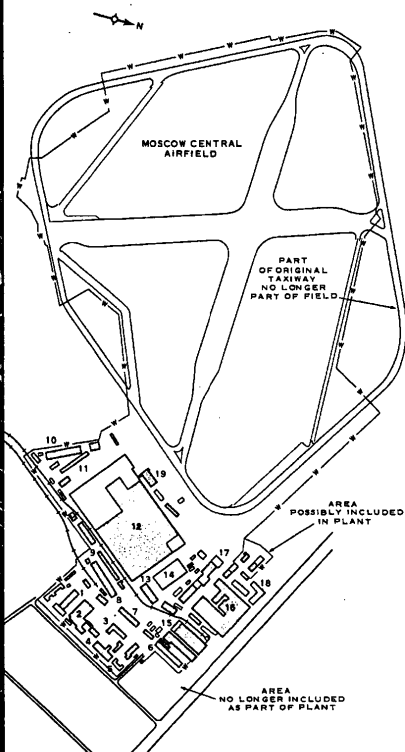 N
MOSCOW CENTRAL
AIRFIELD
PART
OF ORIGINAL
TAXIWAY
NO LONGER
PART OF FIELD
10
11
19
12
AREA
POSSIBLY INCLUDED
IN PLANT
9
17
14
13
18
8
16
7
15
2
3
6
4
AREA
NO LONGER INCLUDED
AS PART OF PLANT